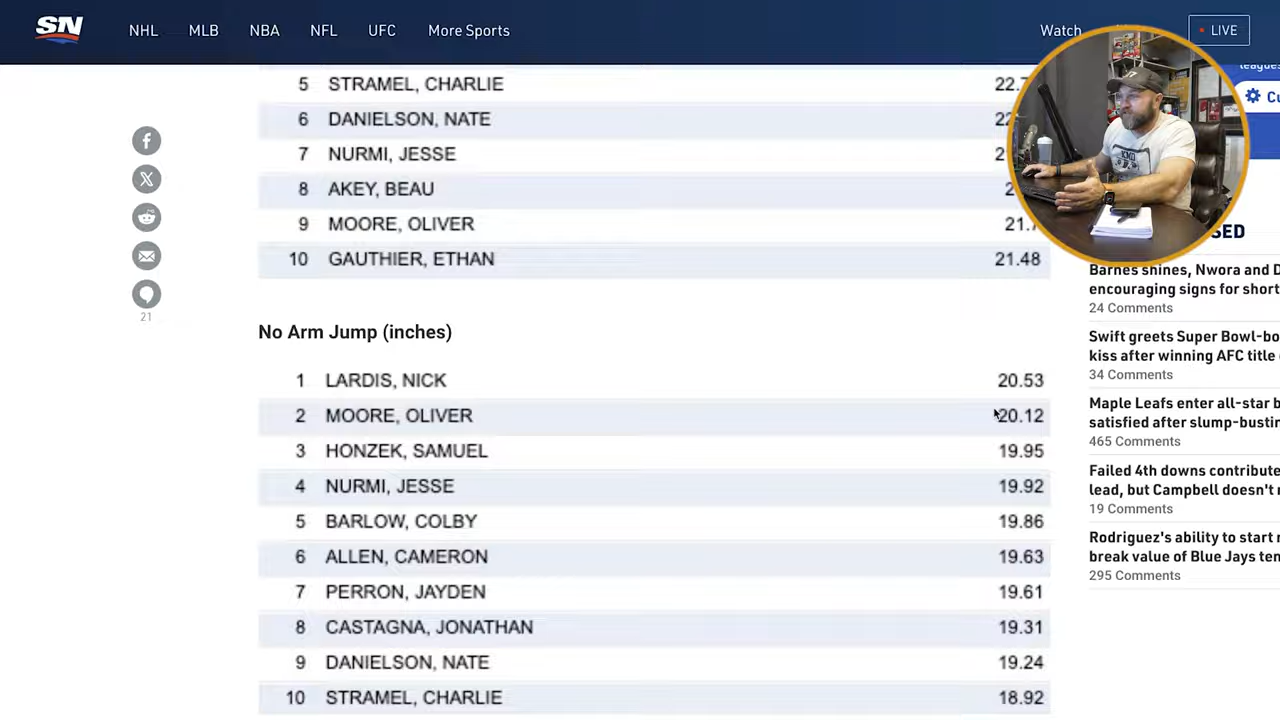 SN NHL MLB NBA NFL UFC More Sports Watch LIVE
5 STRAMEL, CHARLIE
6 DANIELSON, NATE
7 NURMI, JESSE
8 AKEY, BEAU
9 MOORE, OLIVER
10 GAUTHIER, ETHAN 21.48
21
No Arm Jump (inches)
1 LARDIS, NICK 20.53
2 MOORE, OLIVER 20.12
3 HONZEK, SAMUEL 19.95
4 NURMI, JESSE 19.92
5 BARLOW, COLBY 19.86
6 ALLEN, CAMERON 19.63
7 PERRON, JAYDEN 19.61
8 CASTAGNA, JONATHAN 19.31
9 DANIELSON, NATE 19.24
10 STRAMEL, CHARLIE 18.92
Barnes shines, Nwora and
encouraging signs for short
24 Comments
Swift greets Super Bowl-bo
kiss after winning AFC title
34 Comments
Maple Leafs enter all-star b
satisfied after slump-bustin
465 Comments
Failed 4th downs contribute
lead, but Campbell doesn't
19 Comments
Rodriguez's ability to start
break value of Blue Jays ten
295 Comments